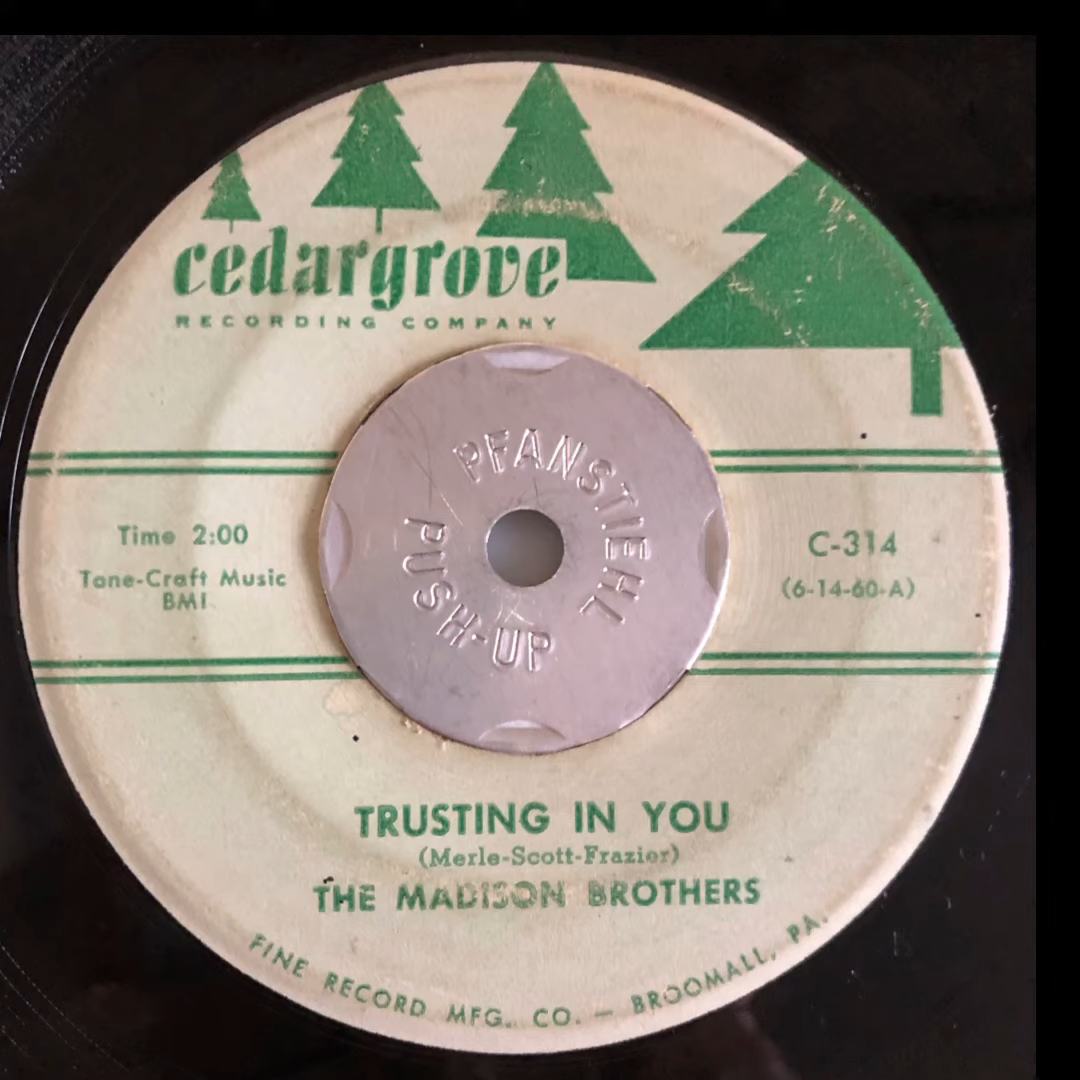 cedargrove
RECORDING COMPANY
PFANSTIEHL
PUSH-UP
Time 2:00
Tone-Craft Music
BMI
C-314
(6-14-60-A)
TRUSTING IN YOU
(Merle-Scott-Frazier)
THE MADISON BROTHERS
FINE RECORD MFG. CO. — BROOMALL, PA.